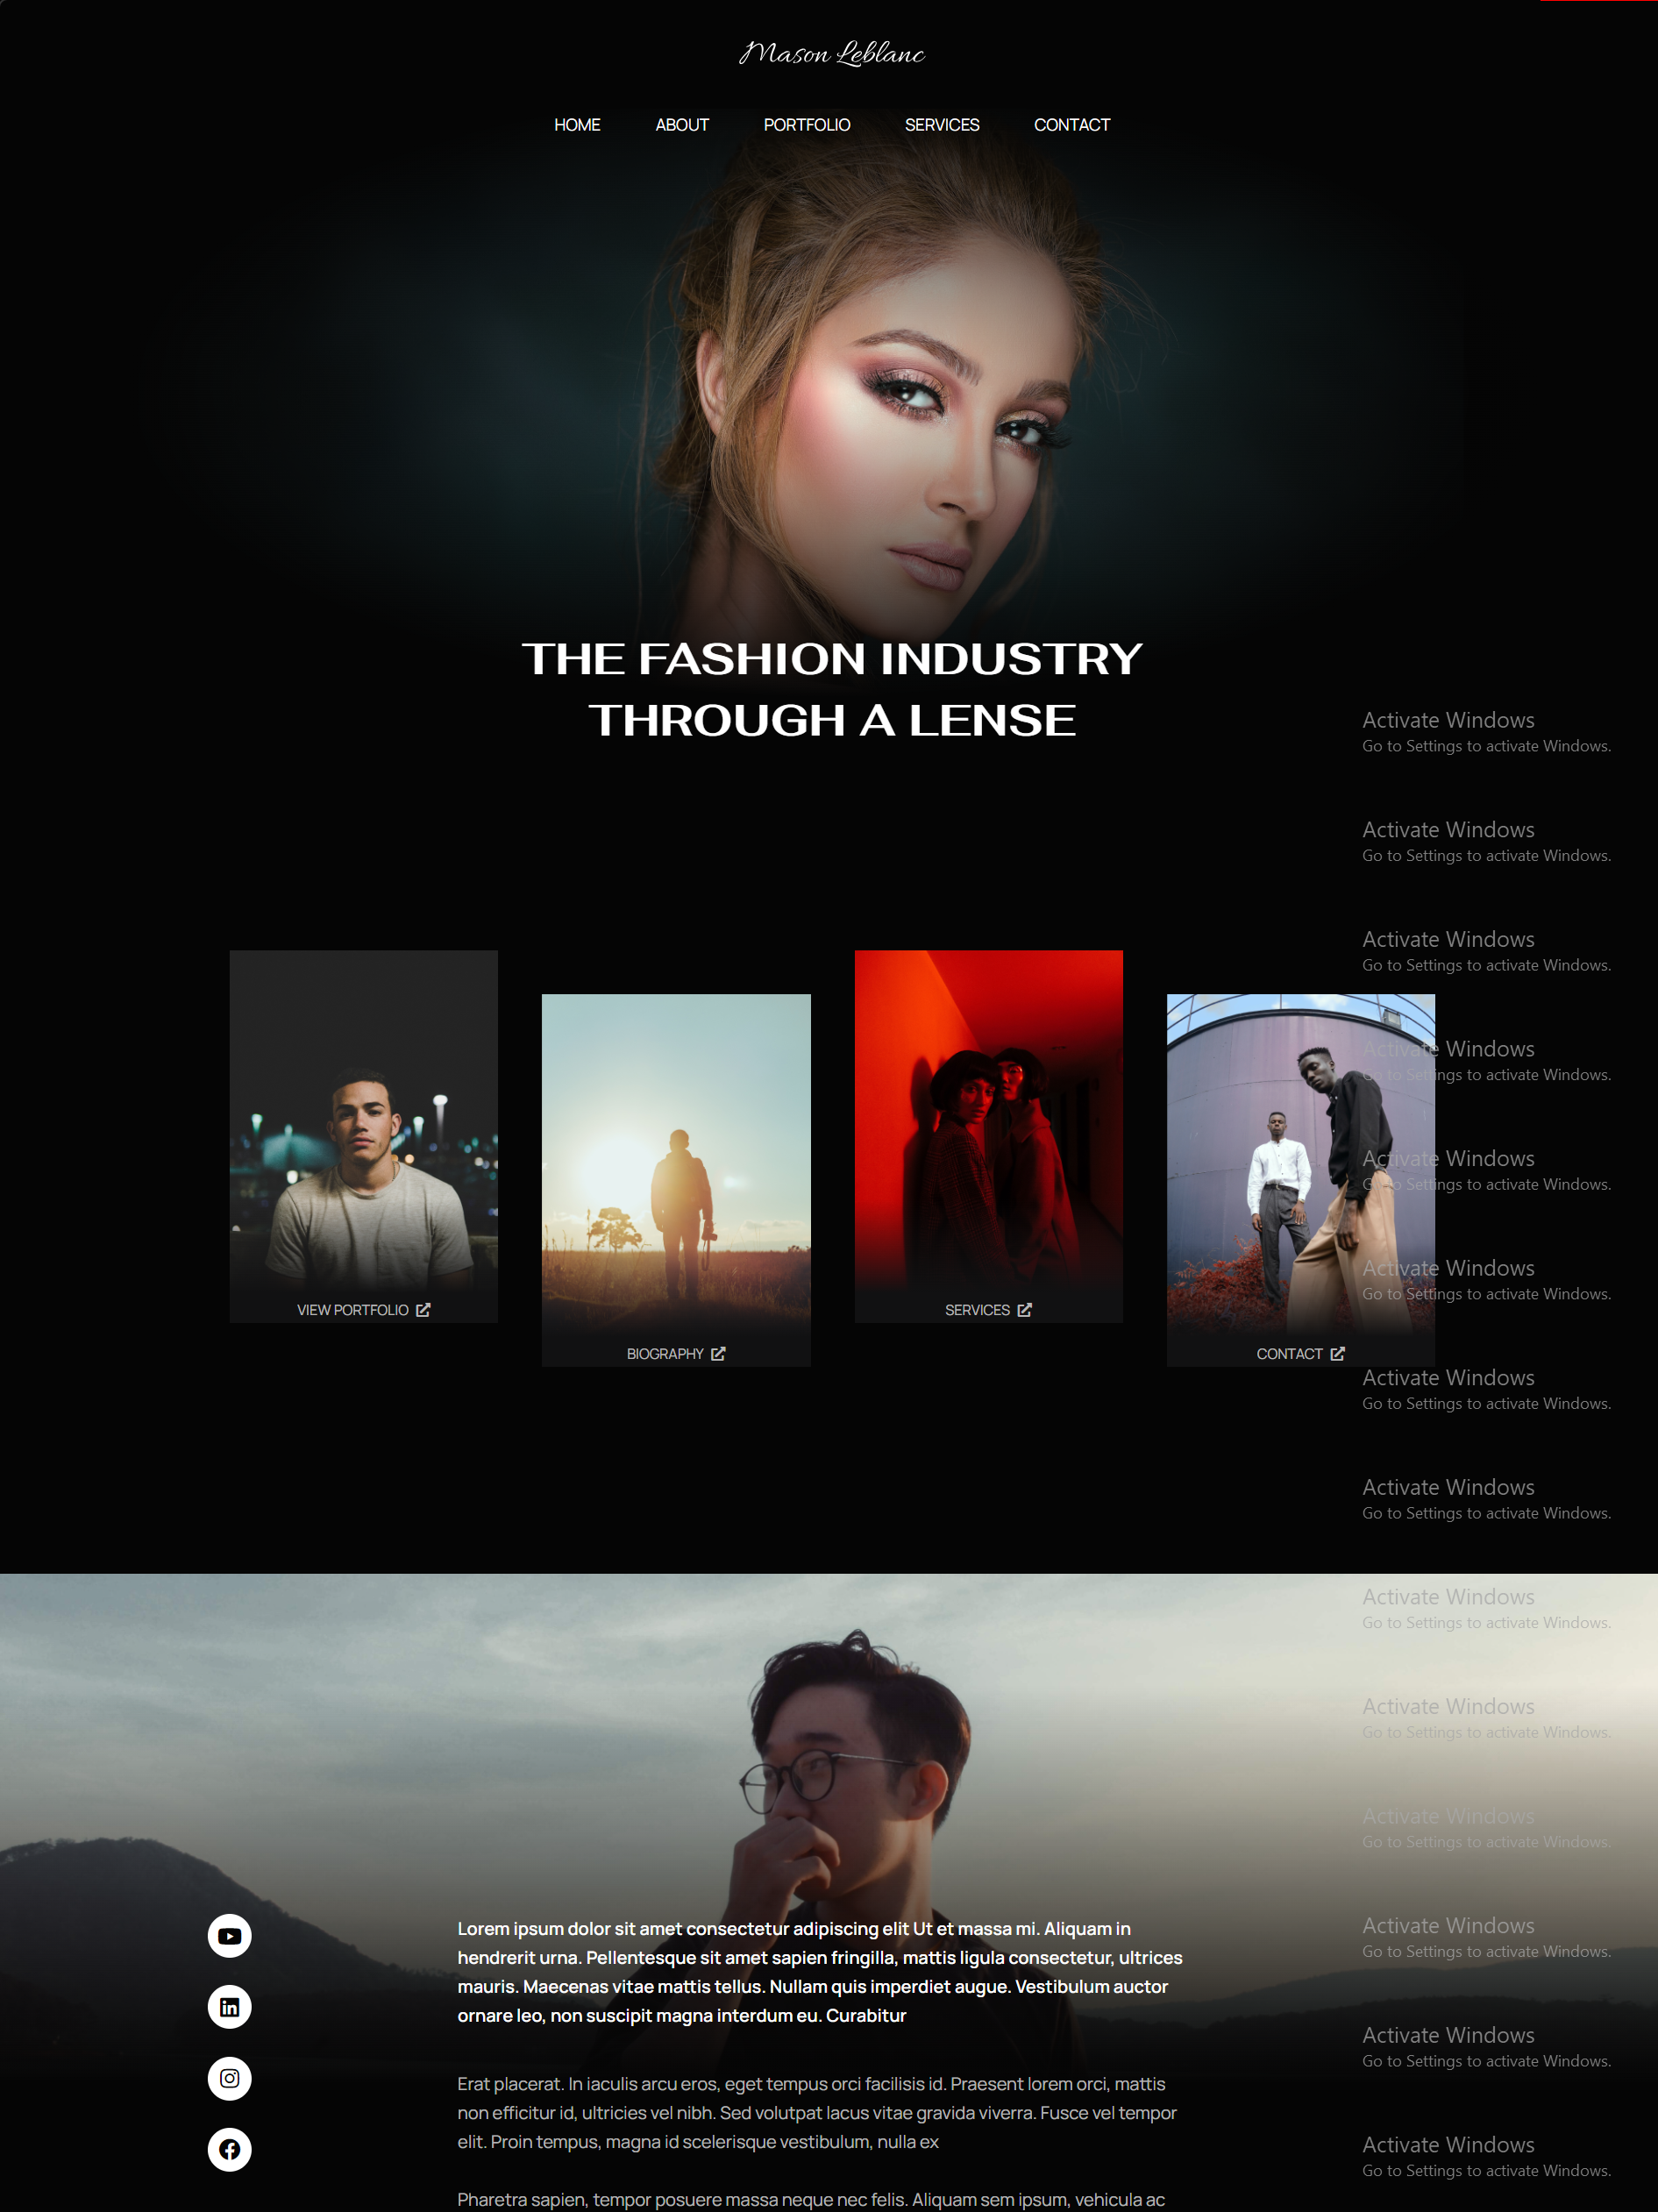 Mason Leblanc
HOME ABOUT PORTFOLIO SERVICES CONTACT
THE FASHION INDUSTRY
THROUGH A LENSE
Activate Windows
Go to Settings to activate Windows.
Activate Windows
Go to Settings to activate Windows.
Activate Windows
Go to Settings to activate Windows.
Activate Windows
Go to Settings to activate Windows.
Activate Windows
Go to Settings to activate Windows.
Activate Windows
Go to Settings to activate Windows.
VIEW PORTFOLIO
SERVICES
BIOGRAPHY
CONTACT
Activate Windows
Go to Settings to activate Windows.
Activate Windows
Go to Settings to activate Windows.
Activate Windows
Go to Settings to activate Windows.
Activate Windows
Go to Settings to activate Windows.
Activate Windows
Go to Settings to activate Windows.
Lorem ipsum dolor sit amet consectetur adipiscing elit Ut et massa mi. Aliquam in
hendrerit urna. Pellentesque sit amet sapien fringilla, mattis ligula consectetur, ultrices
mauris. Maecenas vitae mattis tellus. Nullam quis imperdiet augue. Vestibulum auctor
ornare leo, non suscipit magna interdum eu. Curabitur
Activate Windows
Go to Settings to activate Windows.
Activate Windows
Go to Settings to activate Windows.
Erat placerat. In iaculis arcu eros, eget tempus orci facilisis id. Praesent lorem orci, mattis
non efficitur id, ultricies vel nibh. Sed volutpat lacus vitae gravida viverra. Fusce vel tempor
elit. Proin tempus, magna id scelerisque vestibulum, nulla ex
Activate Windows
Go to Settings to activate Windows.
Pharetra sapien, tempor posuere massa neque nec felis. Aliquam sem ipsum, vehicula ac